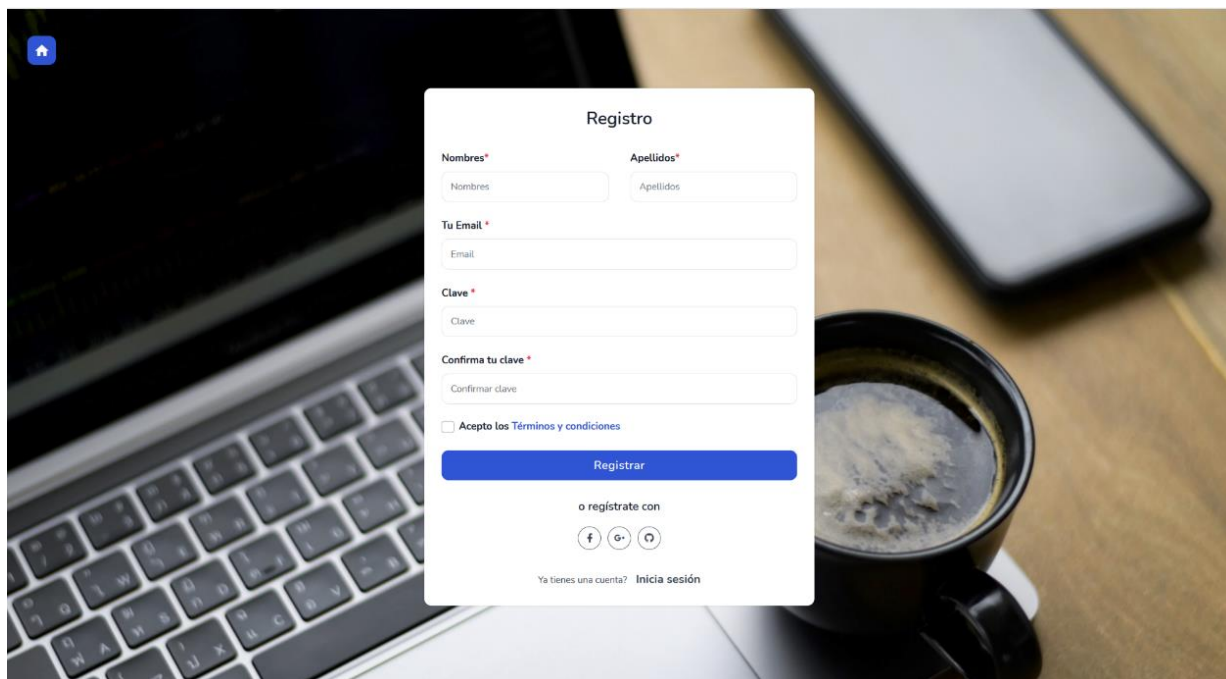 Registro
Nombres* Apellidos*
Nombres Apellidos
Tu Email *
Email
Clave *
Clave
Confirma tu clave *
Confirmar clave
Acepto los Términos y condiciones
Registrar
o regístrate con
f G+
Ya tienes una cuenta? Inicia sesión